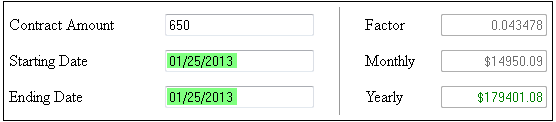 Contract Amount 650 Factor 0.043478
Starting Date 01/25/2013 Monthly $14950.09
Ending Date 01/25/2013 Yearly $179401.08